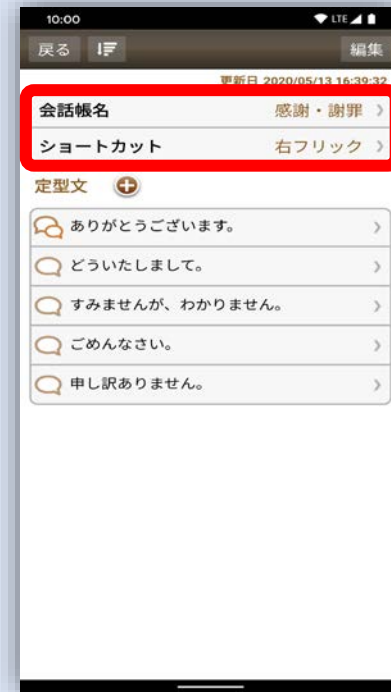 10:00 LTE
戻る 編集
更新日 2020/05/13 16:39:32
会話帳名 感謝・謝罪
ショートカット 右フリック
定型文
ありがとうございます。
どういたしまして。
すみませんが、わかりません。
ごめんなさい。
申し訳ありません。